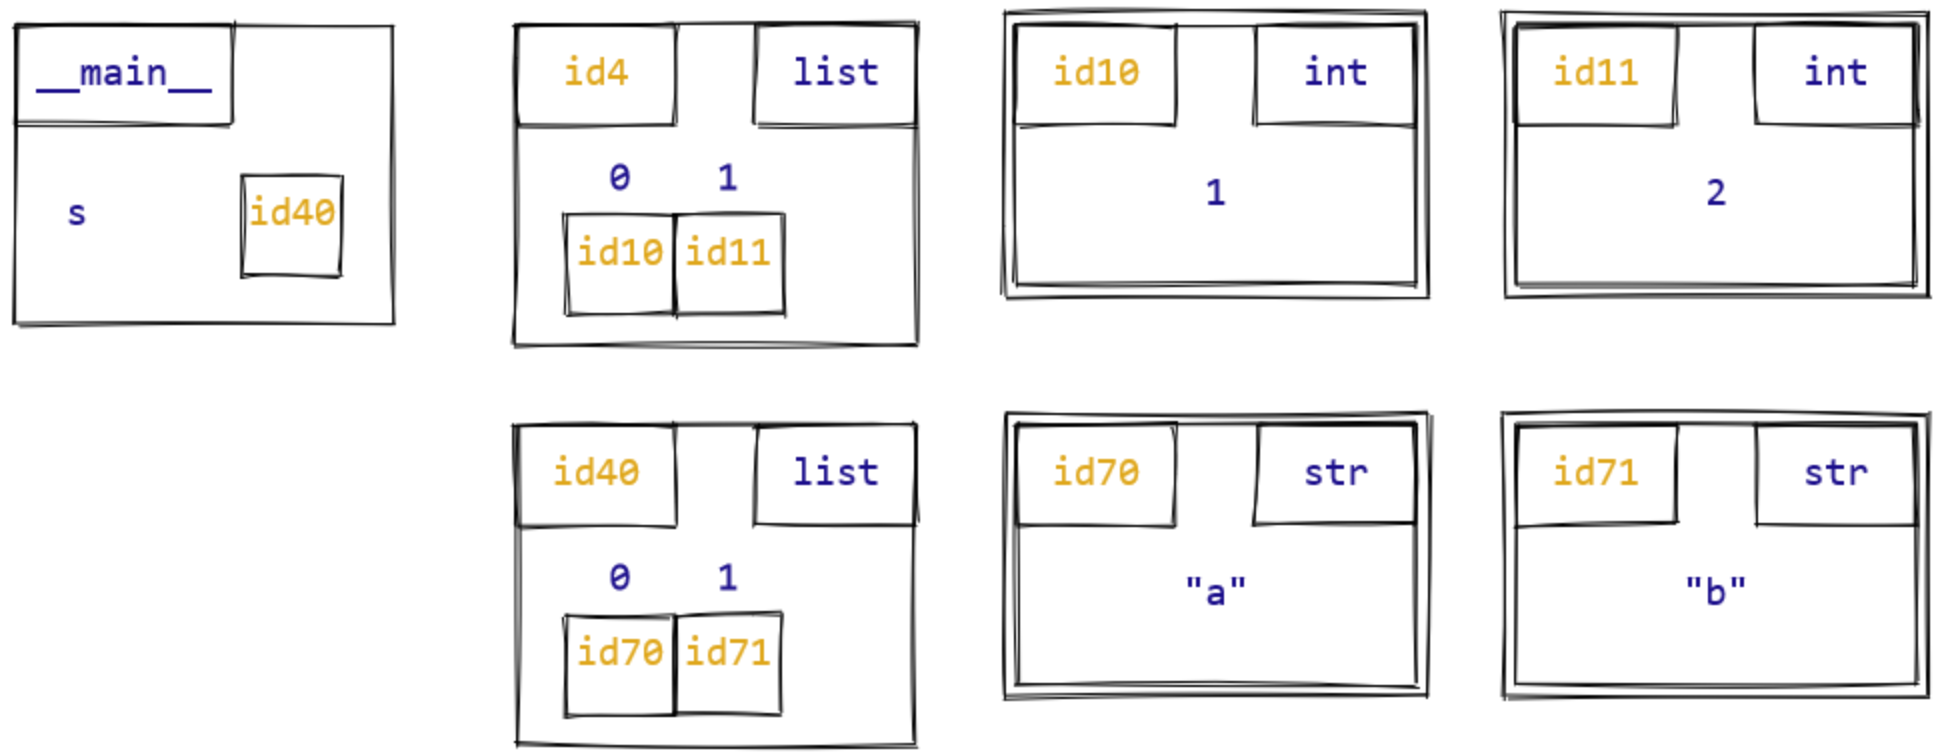 __main__
s
id40
id4 list
0 1
id10 id11
id10 int
1
id11 int
2
id40 list
0 1
id70 id71
id70 str
"a"
id71 str
"b"